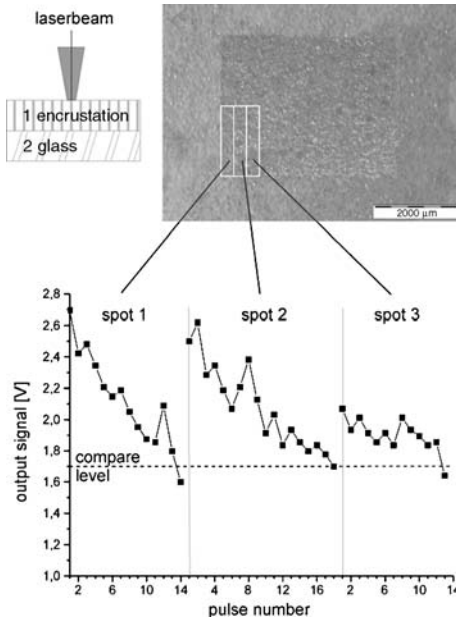 laserbeam
1 encrustation
2 glass
2000 µm
2,8
2,6
2,4
2,2
2,0
1,8
1,6
1,4
1,2
1,0
output signal [V]
spot 1
spot 2
spot 3
compare
level
2 6 10 14 4 8 12 16 2 6 10 14
pulse number